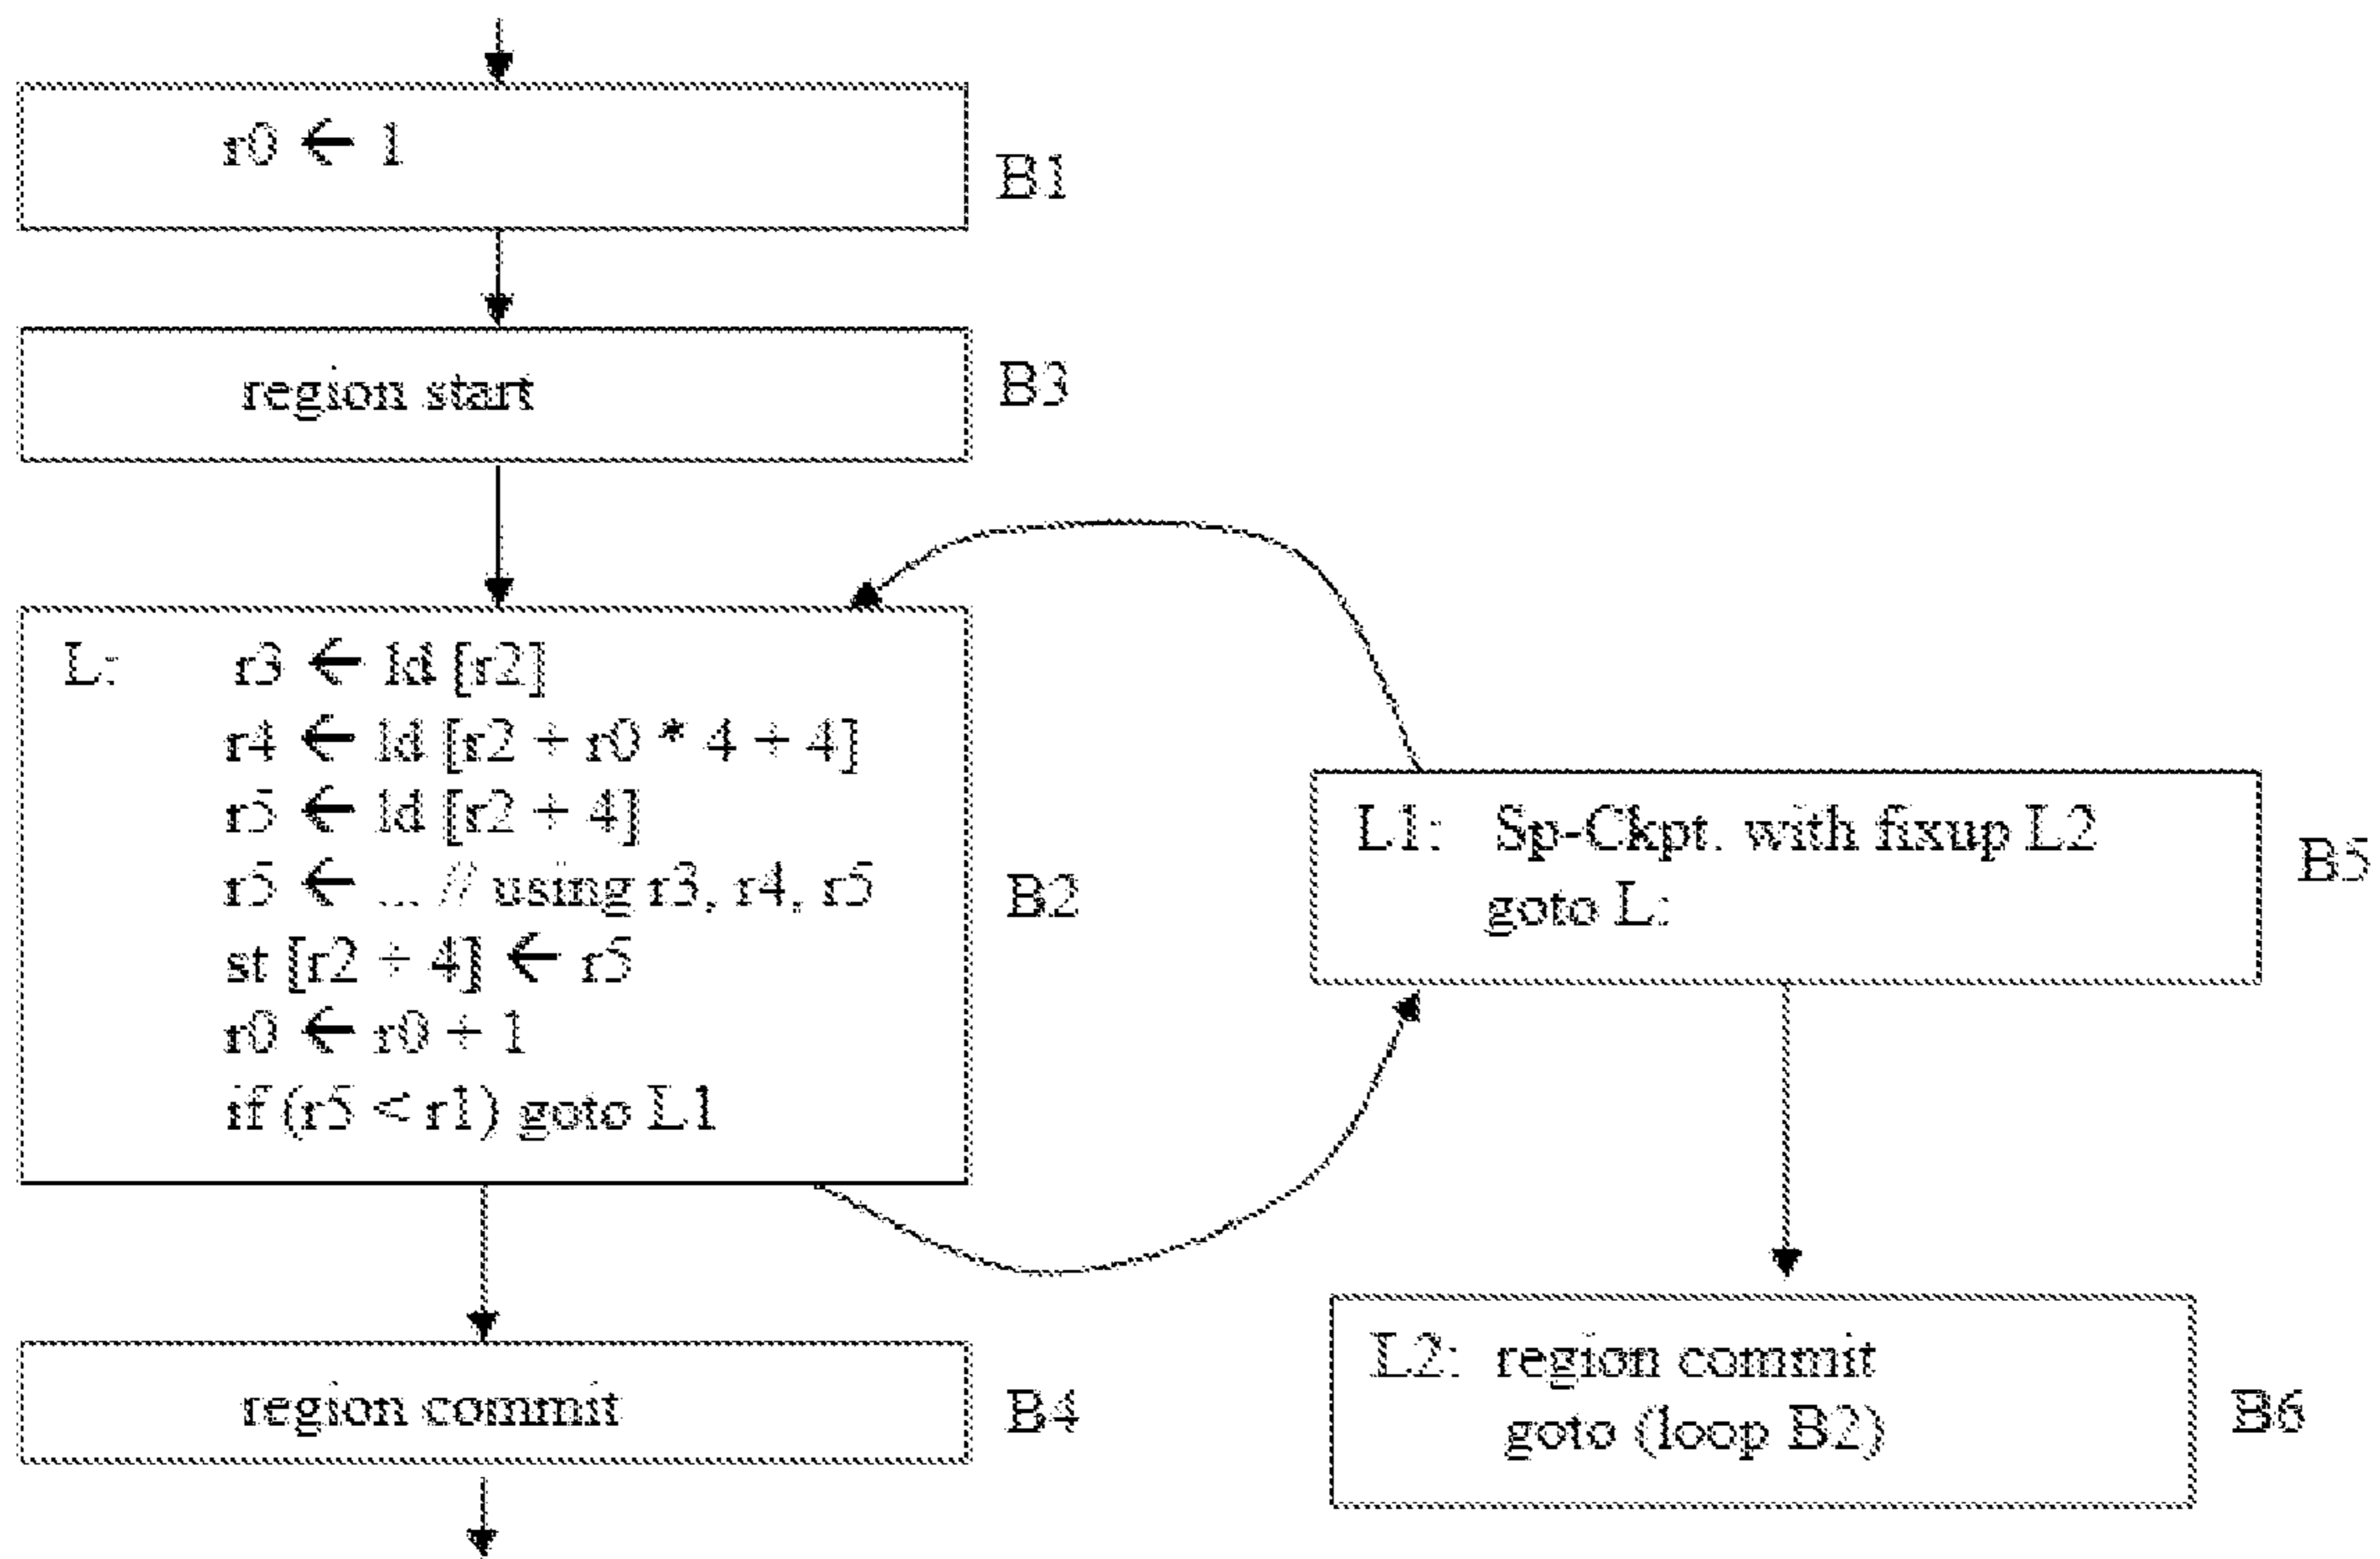 r0 ← 1
B1
region start
B3
L: r3 ← ld [r2]
r4 ← ld [r2 + r0 * 4 + 4]
r5 ← ld [r2 + 4]
r5 ← ... // using r3, r4, r5
st [r2 + 4] ← r5
r0 ← r0 + 1
if (r5 < r1) goto L1
B2
L1: Sp-Ckpt. with fixup L2
goto L:
B5
region commit
B4
L2: region commit
goto (loop B2)
B6